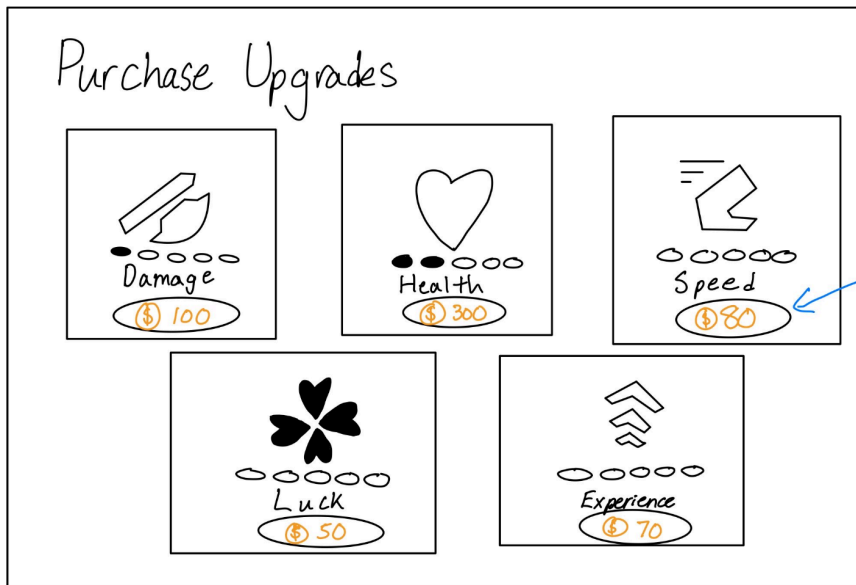 Purchase Upgrades
Damage
$ 100
Health
$ 300
Speed
$ 80
Luck
$ 50
Experience
$ 70